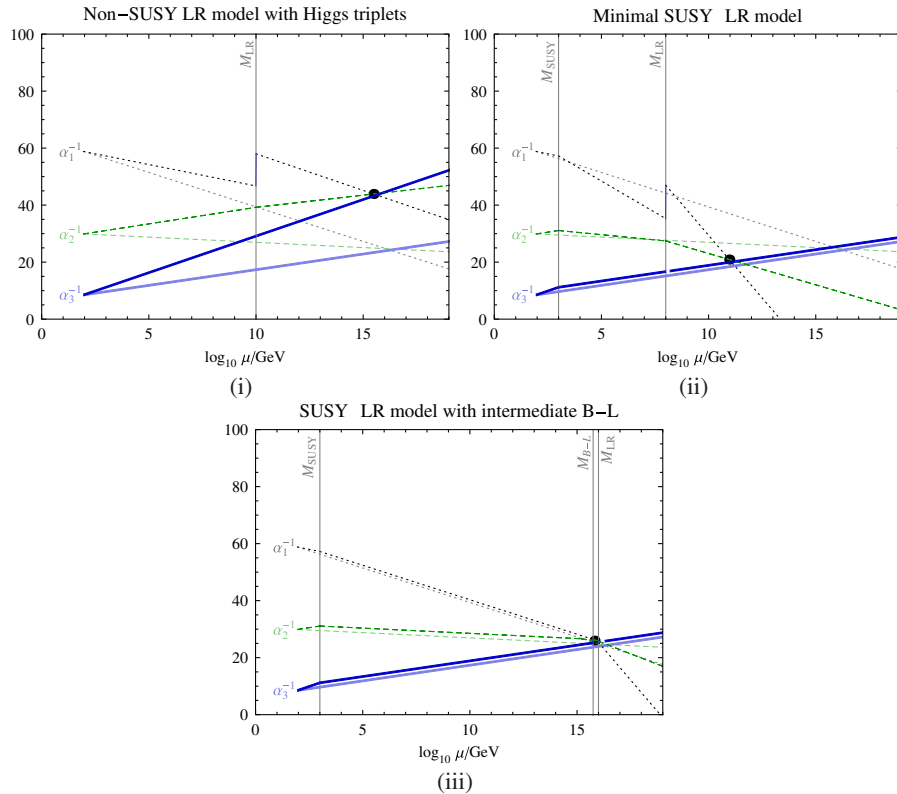 Non−SUSY LR model with Higgs triplets
100
80
60
40
20
0
M_LR
α₁⁻¹
α₂⁻¹
α₃⁻¹
0 5 10 15
log₁₀ μ/GeV
(i)
Minimal SUSY LR model
100
80
60
40
20
0
M_SUSY
M_LR
α₁⁻¹
α₂⁻¹
α₃⁻¹
0 5 10 15
log₁₀ μ/GeV
(ii)
SUSY LR model with intermediate B−L
100
80
60
40
20
0
M_SUSY
M_B−L
M_LR
α₁⁻¹
α₂⁻¹
α₃⁻¹
0 5 10 15
log₁₀ μ/GeV
(iii)